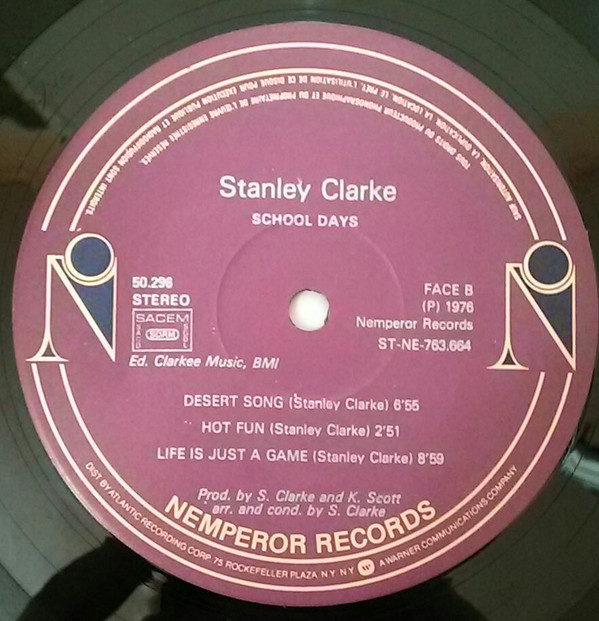 TOUS DROITS DU PRODUCTEUR PHONOGRAPHIQUE ET DU PROPRIETAIRE DE L'ŒUVRE ENREGISTREE RESERVES.
SAUF AUTORISATION, LA DUPLICATION, LA LOCATION, LE PRET, L'UTILISATION DE CE DISQUE POUR EXECUTION PUBLIQUE ET RADIODIFFUSION SONT INTERDITS.
Stanley Clarke
SCHOOL DAYS
50.296
STEREO
SACEM
SDRM
SACD
SGDL
Ed. Clarkee Music, BMI
FACE B
(P) 1976
Nemperor Records
ST-NE-763.664
DESERT SONG (Stanley Clarke) 6'55
HOT FUN (Stanley Clarke) 2'51
LIFE IS JUST A GAME (Stanley Clarke) 8'59
Prod. by S. Clarke and K. Scott
arr. and cond. by S. Clarke
NEMPEROR RECORDS
DIST BY ATLANTIC RECORDING CORP 75 ROCKEFELLER PLAZA N Y N Y W A WARNER COMMUNICATIONS COMPANY